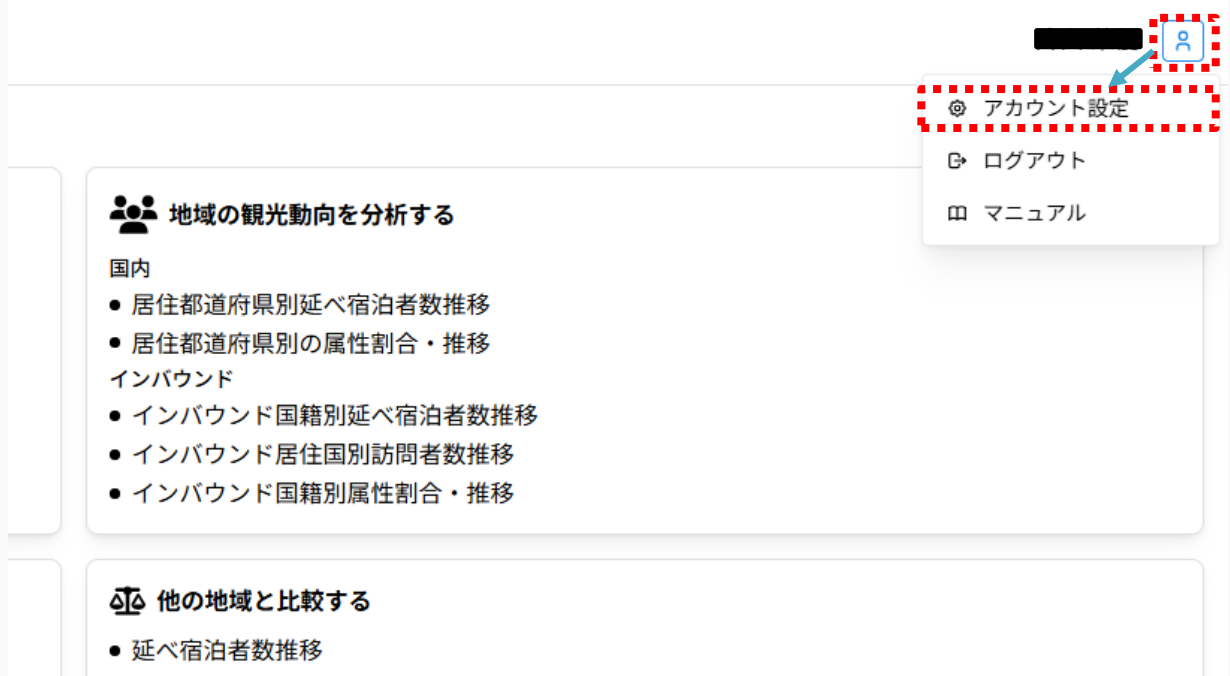 アカウント設定
ログアウト
マニュアル
地域の観光動向を分析する
国内
● 居住都道府県別延べ宿泊者数推移
● 居住都道府県別の属性割合・推移
インバウンド
● インバウンド国籍別延べ宿泊者数推移
● インバウンド居住国別訪問者数推移
● インバウンド国籍別属性割合・推移
他の地域と比較する
● 延べ宿泊者数推移